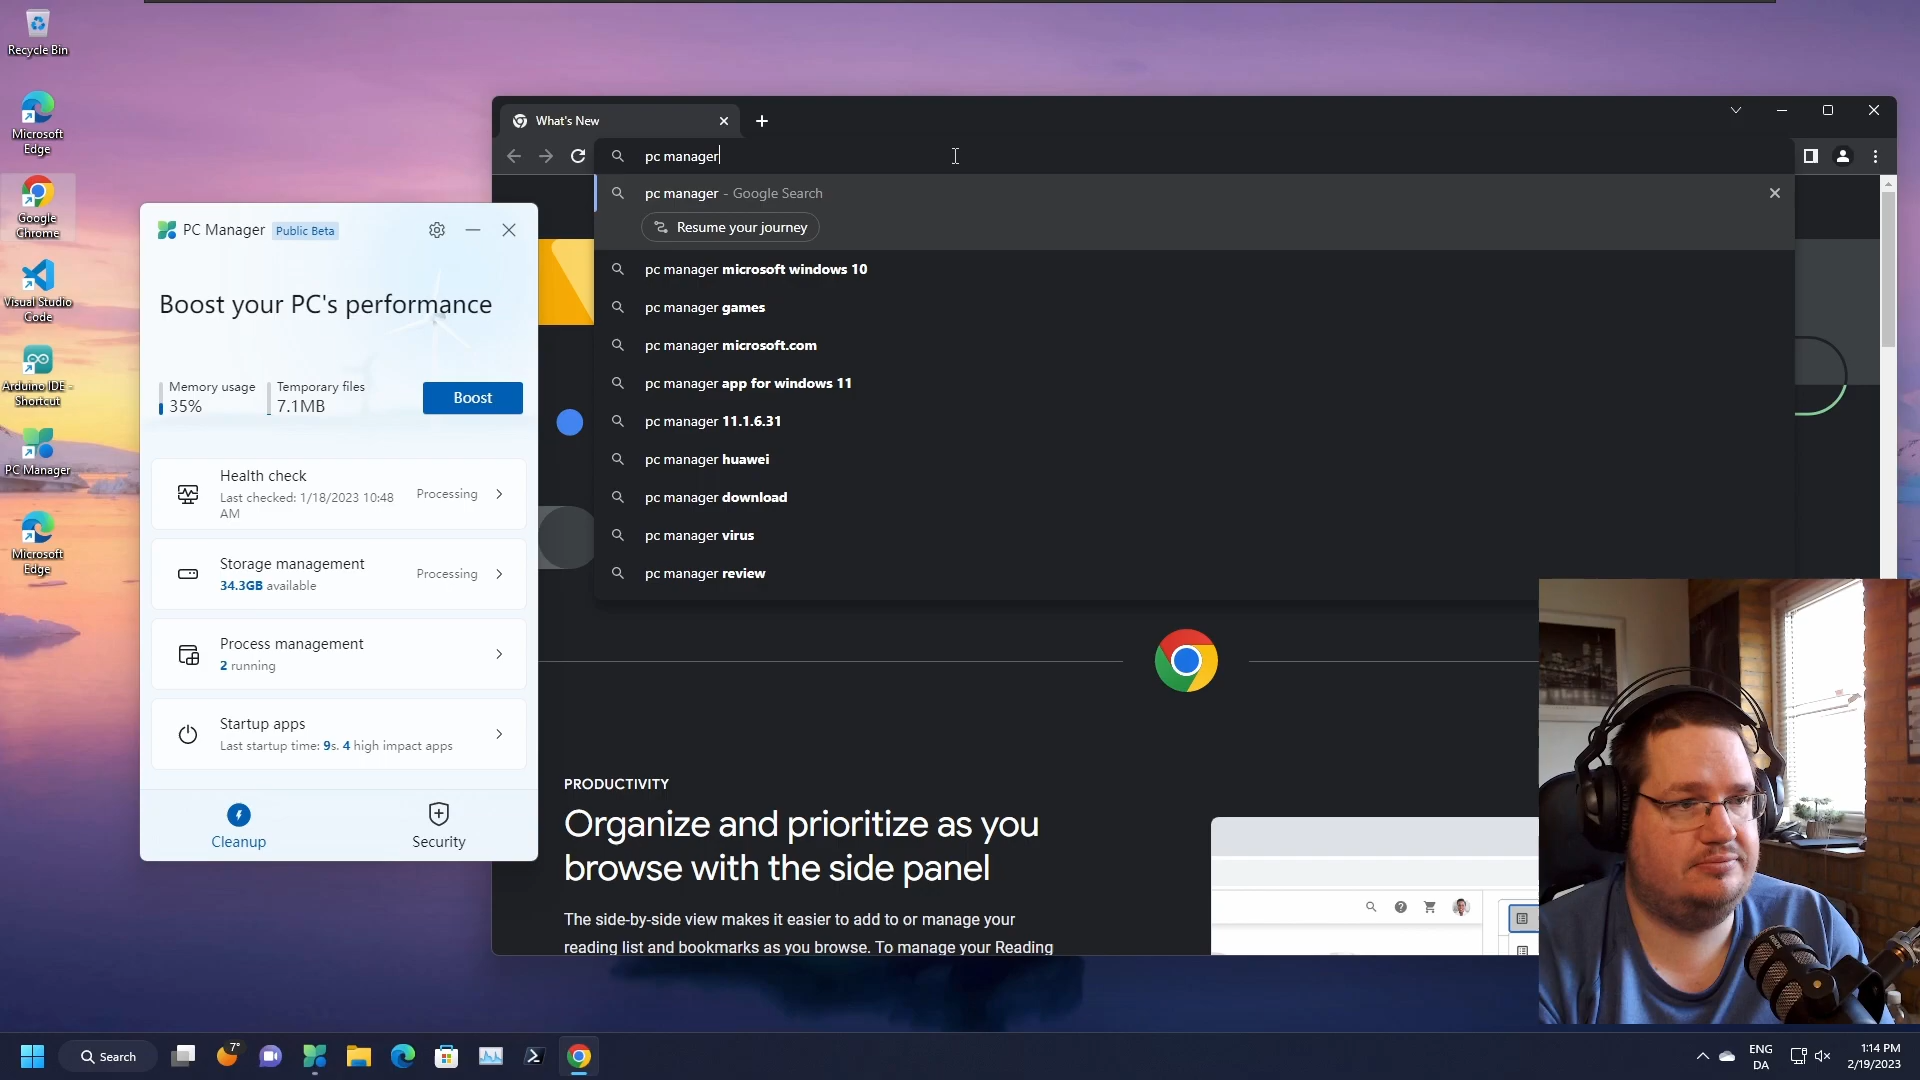 Recycle Bin
Microsoft
Edge
Google
Chrome
Visual Studio
Code
Arduino IDE -
Shortcut
PC Manager
Microsoft
Edge
PC Manager Public Beta
Boost your PC's performance
Memory usage
35%
Temporary files
7.1MB
Boost
Health check
Last checked: 1/18/2023 10:48
AM
Processing
Storage management
34.3GB available
Processing
Process management
2 running
Startup apps
Last startup time: 9s. 4 high impact apps
Cleanup
Security
What's New
pc manager
pc manager - Google Search
Resume your journey
pc manager microsoft windows 10
pc manager games
pc manager microsoft.com
pc manager app for windows 11
pc manager 11.1.6.31
pc manager huawei
pc manager download
pc manager virus
pc manager review
PRODUCTIVITY
Organize and prioritize as you
browse with the side panel
The side-by-side view makes it easier to add to or manage your
reading list and bookmarks as you browse. To manage your Reading
Search
7°
ENG
DA
1:14 PM
2/19/2023